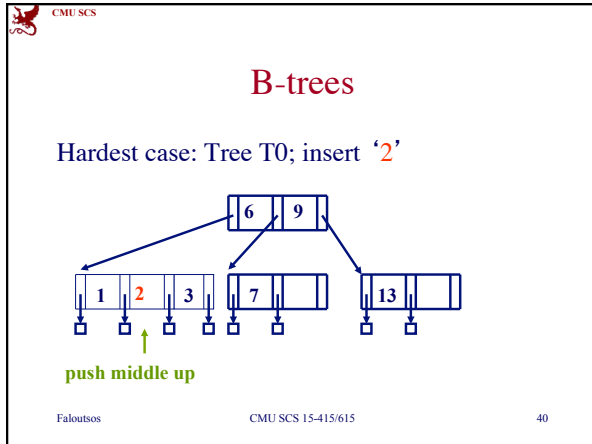 CMU SCS
B-trees
Hardest case: Tree T0; insert ‘2’
6 9
1 2 3 7 13
push middle up
Faloutsos CMU SCS 15-415/615 40